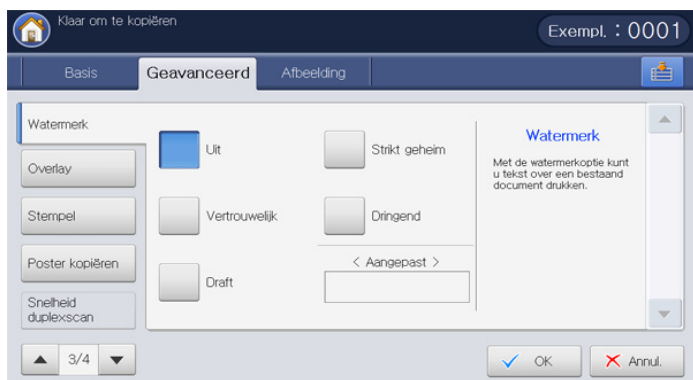 Klaar om te kopiëren
Exempl. : 0001
Basis
Geavanceerd
Afbeelding
Watermerk
Overlay
Stempel
Poster kopiëren
Snelheid
duplexscan
3/4
Uit
Strikt geheim
Vertrouwelijk
Dringend
Draft
< Aangepast >
Watermerk
Met de watermerkoptie kunt
u tekst over een bestaand
document drukken.
OK
Annul.